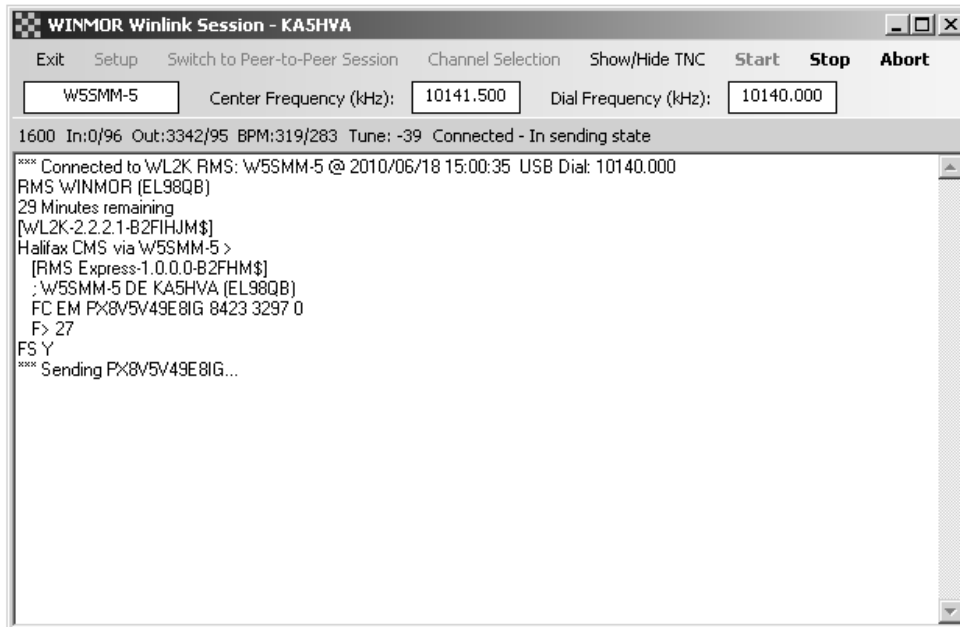 WINMOR Winlink Session - KA5HVA
Exit Setup Switch to Peer-to-Peer Session Channel Selection Show/Hide TNC Start Stop Abort
W5SMM-5 Center Frequency (kHz): 10141.500 Dial Frequency (kHz): 10140.000
1600 In:0/96 Out:3342/95 BPM:319/283 Tune: -39 Connected - In sending state
*** Connected to WL2K RMS: W5SMM-5 @ 2010/06/18 15:00:35 USB Dial: 10140.000
RMS WINMOR (EL98QB)
29 Minutes remaining
[WL2K-2.2.2.1-B2FIHJM$]
Halifax CMS via W5SMM-5 >
[RMS Express-1.0.0.0-B2FHM$]
; W5SMM-5 DE KA5HVA (EL98QB)
FC EM PX8V5V49E8IG 8423 3297 0
F> 27
FS Y
*** Sending PX8V5V49E8IG...